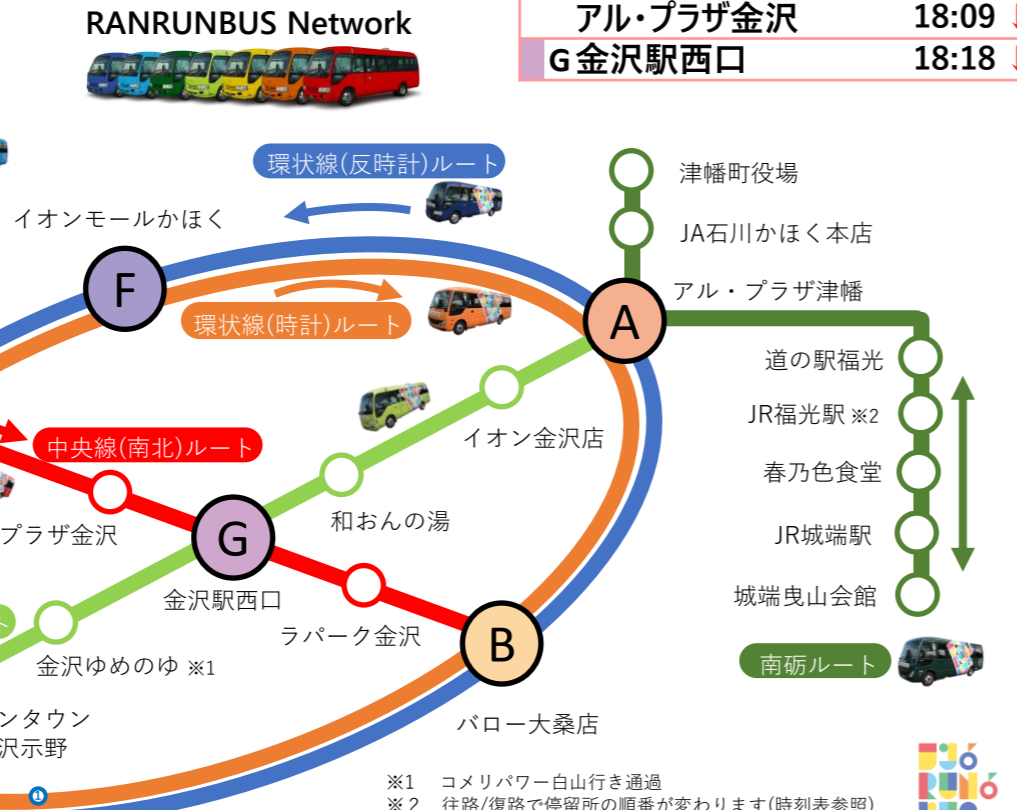 RANRUNBUS Network
アル・プラザ金沢 18:09 ↓
G 金沢駅西口 18:18 ↓
環状線(反時計)ルート
津幡町役場
イオンモールかほく
JA石川かほく本店
F
アル・プラザ津幡
環状線(時計)ルート
A
道の駅福光
JR福光駅 ※2
イオン金沢店
中央線(南北)ルート
春乃色食堂
和おんの湯
プラザ金沢
G
JR城端駅
金沢駅西口
城端曳山会館
ラパーク金沢
B
ト
金沢ゆめのゆ ※1
南砺ルート
ンタウン
沢示野
バロー大桑店
1
※1 コメリパワー白山行き通過
※2 往路/復路で停留所の順番が変わります(時刻表参照)